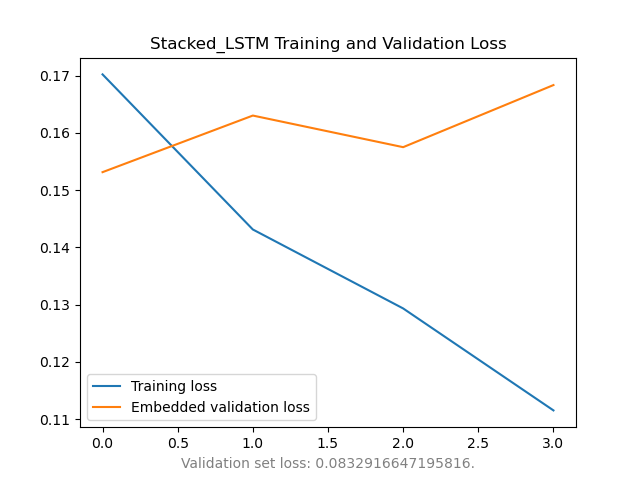 Stacked_LSTM Training and Validation Loss
0.17
0.16
0.15
0.14
0.13
0.12
0.11
Training loss
Embedded validation loss
0.0 0.5 1.0 1.5 2.0 2.5 3.0
Validation set loss: 0.0832916647195816.